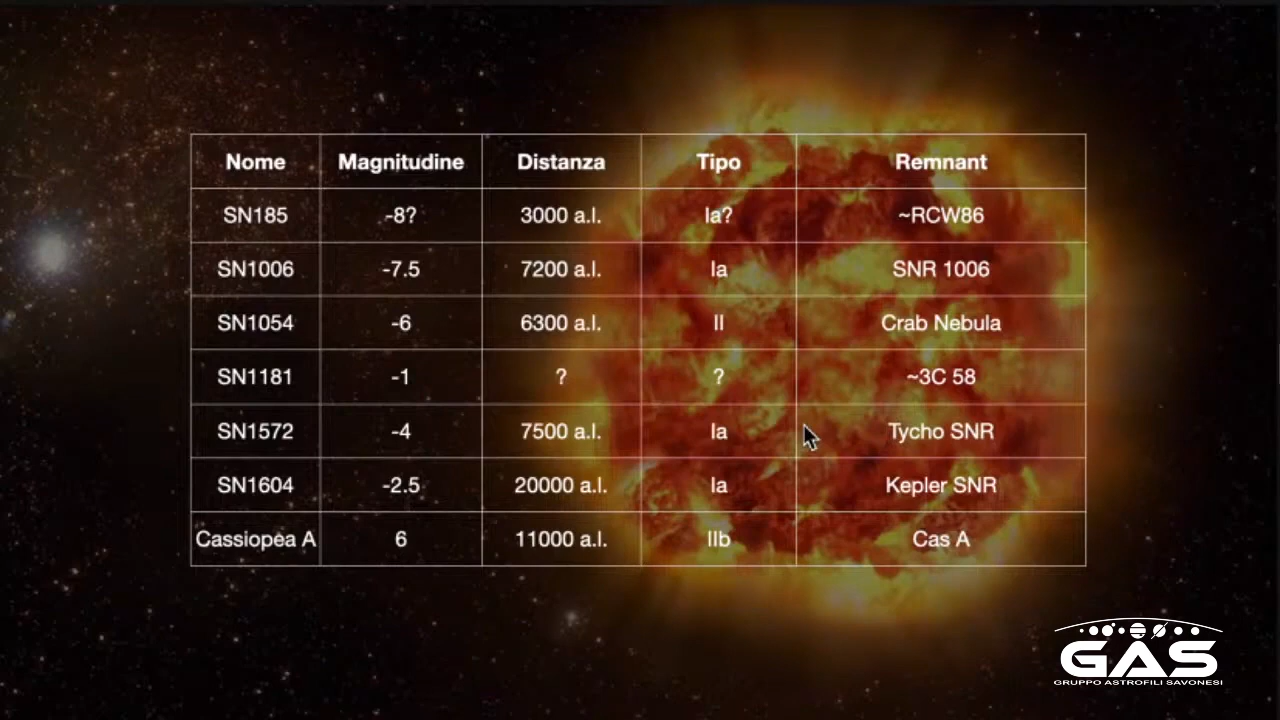 Nome Magnitudine Distanza Tipo Remnant
SN185 -8? 3000 a.l. Ia? ~RCW86
SN1006 -7.5 7200 a.l. Ia SNR 1006
SN1054 -6 6300 a.l. II Crab Nebula
SN1181 -1 ? ? ~3C 58
SN1572 -4 7500 a.l. Ia Tycho SNR
SN1604 -2.5 20000 a.l. Ia Kepler SNR
Cassiopea A 6 11000 a.l. IIb Cas A
GAS
GRUPPO ASTROFILI SAVONESI